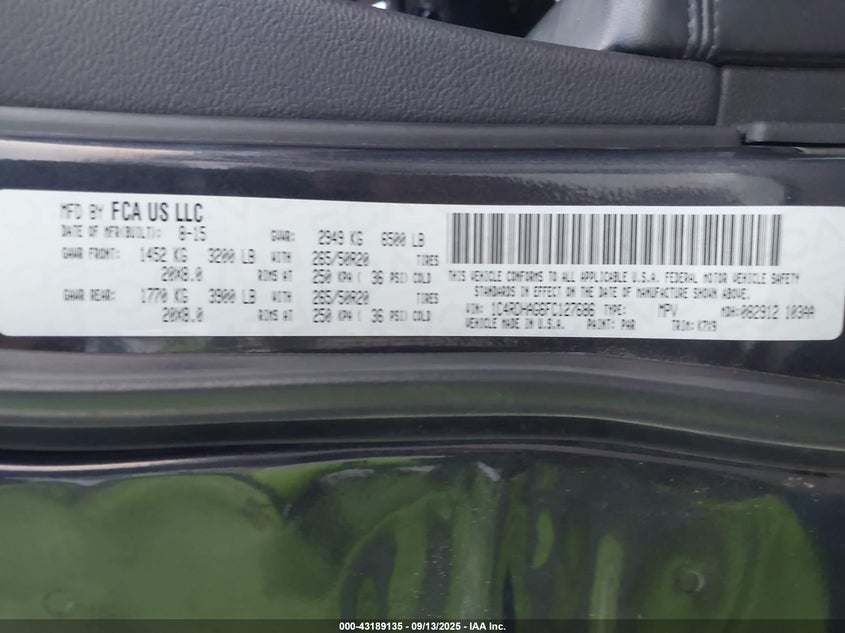 MFD BY FCA US LLC
DATE OF MFR(BUILT): 8-15 GVWR: 2949 KG 6500 LB
GAWR FRONT: 1452 KG 3200 LB WITH 265/50R20 TIRES
20X8.0 RIMS AT 250 KPA ( 36 PSI) COLD
GAWR REAR: 1770 KG 3900 LB WITH 265/50R20 TIRES
20X8.0 RIMS AT 250 KPA ( 36 PSI) COLD
THIS VEHICLE CONFORMS TO ALL APPLICABLE U.S.A. FEDERAL MOTOR VEHICLE SAFETY
STANDARDS IN EFFECT ON THE DATE OF MANUFACTURE SHOWN ABOVE.
VIN: TYPE: MPV MDH: 082912 103AA
VEHICLE MADE IN U.S.A. PAINT: PAR TRIM: K7X9
000-43189135 - 09/13/2025 - IAA Inc.